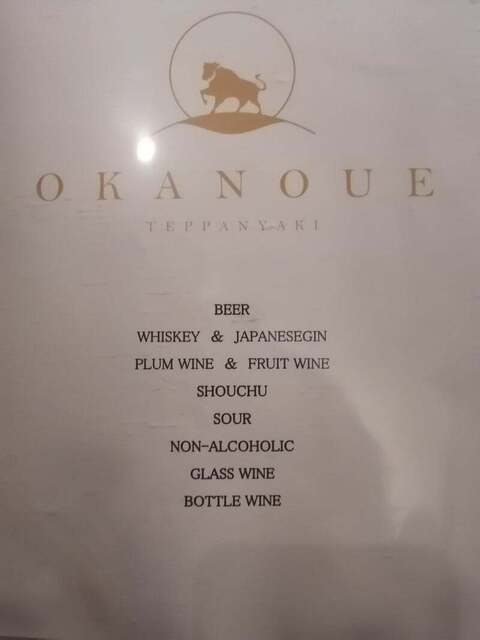 OKANOUE
TEPPANYAKI
BEER
WHISKEY & JAPANESEGIN
PLUM WINE & FRUIT WINE
SHOUCHU
SOUR
NON-ALCOHOLIC
GLASS WINE
BOTTLE WINE